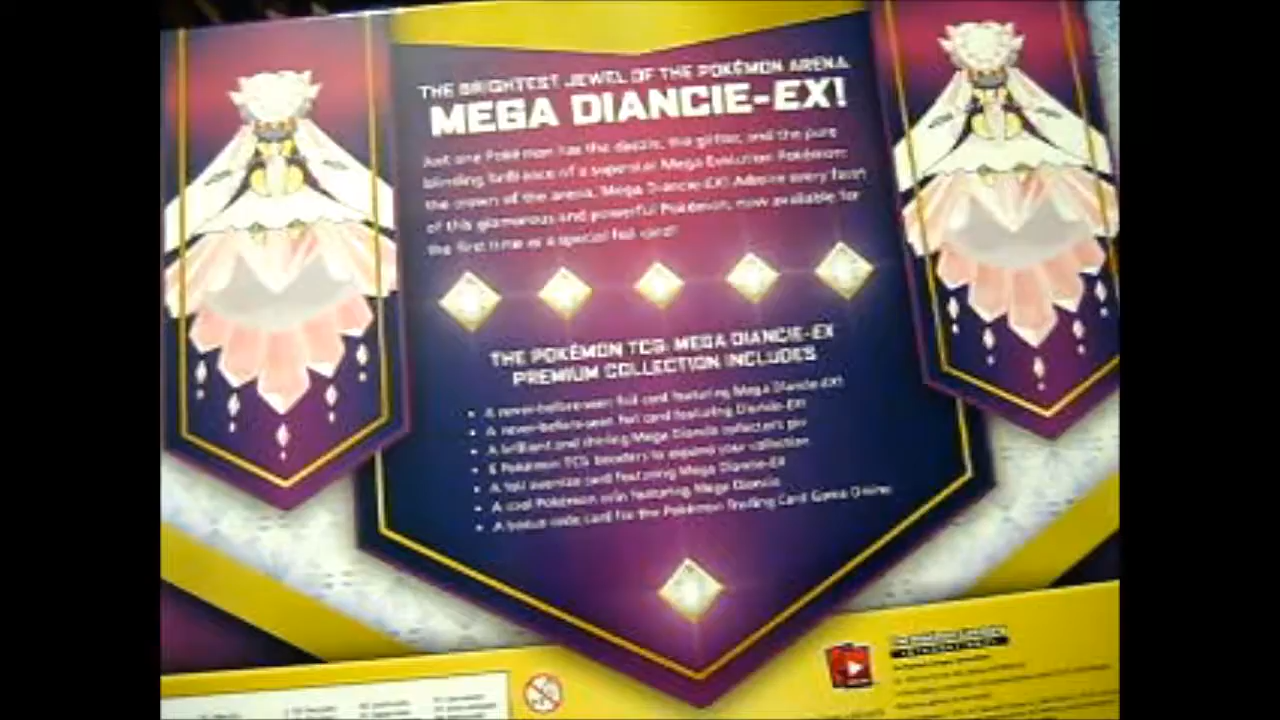 THE BRIGHTEST JEWEL OF THE POKÉMON ARENA,
MEGA DIANCIE-EX!
Just one Pokémon has the dazzle, the glitter, and the pure
blinding brilliance of a superstar Mega Evolution Pokémon:
the crown of the arena, Mega Diancie-EX! Admire every facet
of this glamorous and powerful Pokémon, now available for
the first time as a special foil card!
THE POKÉMON TCG: MEGA DIANCIE-EX
PREMIUM COLLECTION INCLUDES
• A never-before-seen foil card featuring Mega Diancie-EX!
• A never-before-seen foil card featuring Diancie-EX!
• A brilliant and shining Mega Diancie collector's pin
• 6 Pokémon TCG boosters to expand your collection
• A foil oversize card featuring Mega Diancie-EX
• A cool Pokémon coin featuring Mega Diancie
• A bonus code card for the Pokémon Trading Card Game Online